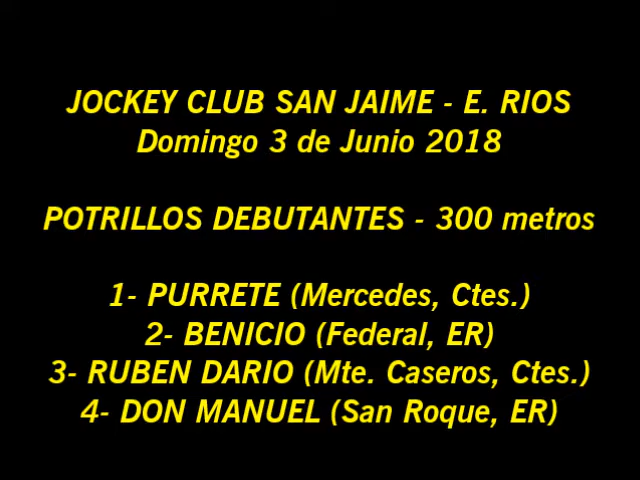 JOCKEY CLUB SAN JAIME - E. RIOS
Domingo 3 de Junio 2018
POTRILLOS DEBUTANTES - 300 metros
1- PURRETE (Mercedes, Ctes.)
2- BENICIO (Federal, ER)
3- RUBEN DARIO (Mte. Caseros, Ctes.)
4- DON MANUEL (San Roque, ER)